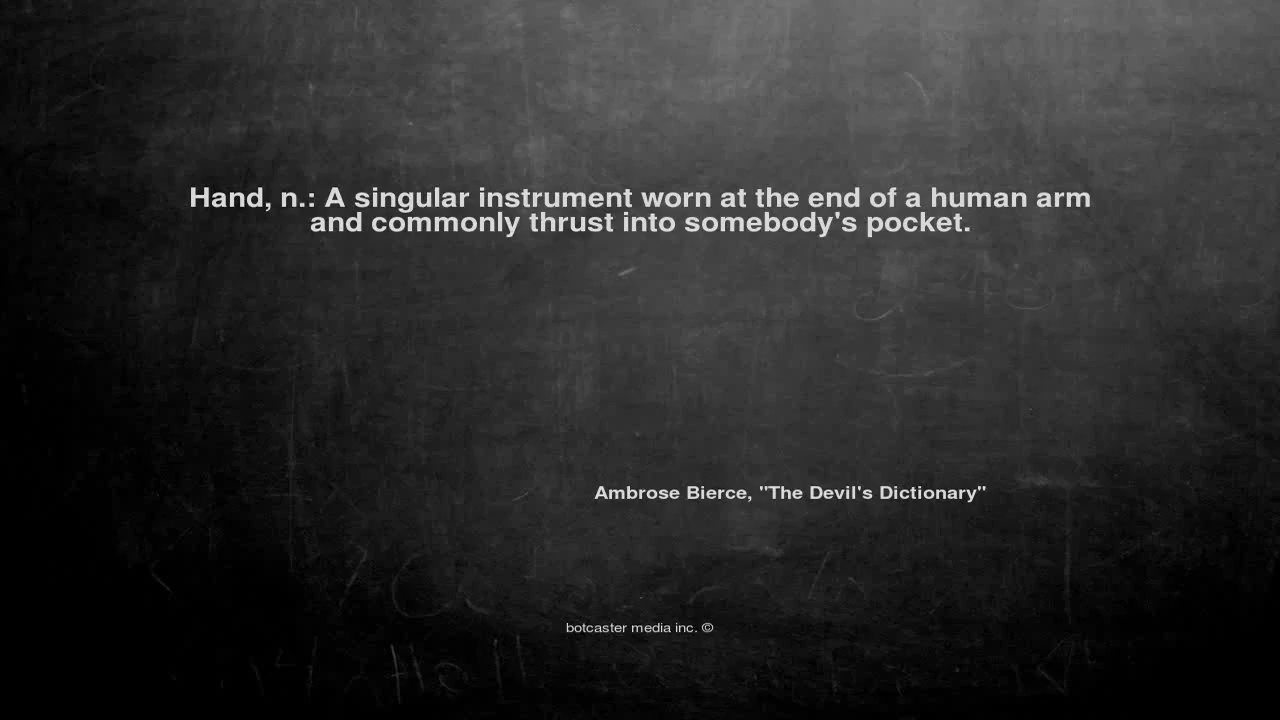 Hand, n.: A singular instrument worn at the end of a human arm
and commonly thrust into somebody's pocket.
Ambrose Bierce, "The Devil's Dictionary"
botcaster media inc. ©